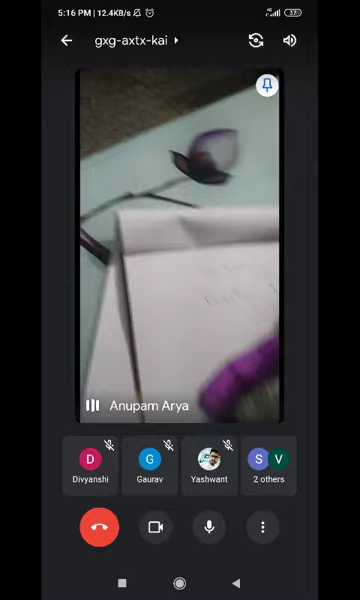 5:16 PM | 12.4KB/s
37
gxg-axtx-kai
Anupam Arya
D
G
S
V
Divyanshi
Gaurav
Yashwant
2 others